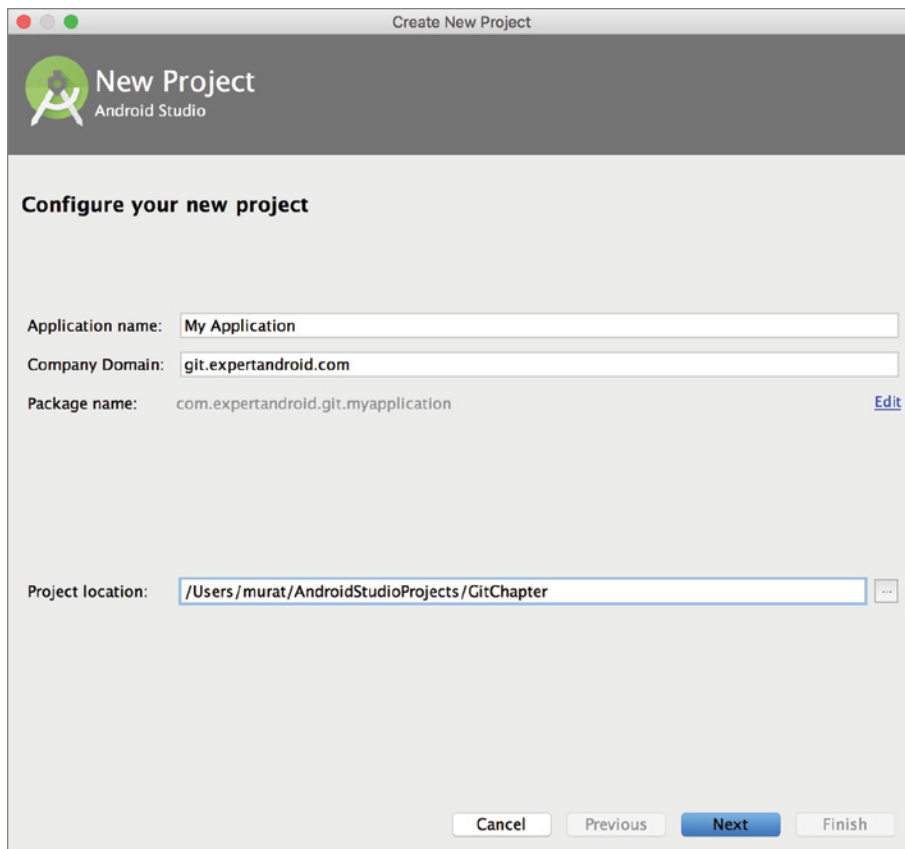 Create New Project
New Project
Android Studio
Configure your new project
Application name: My Application
Company Domain: git.expertandroid.com
Package name: com.expertandroid.git.myapplication Edit
Project location: /Users/murat/AndroidStudioProjects/GitChapter ...
Cancel Previous Next Finish